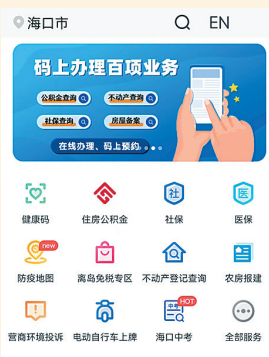 海口市 EN
码上办理百项业务
公积金查询 不动产查询
社保查询 房屋备案
在线办理、码上预约
社 医
健康码 住房公积金 社保 医保
new
防疫地图 离岛免税专区 不动产登记查询 农房报建
中考 HOT
营商环境投诉 电动自行车上牌 海口中考 全部服务